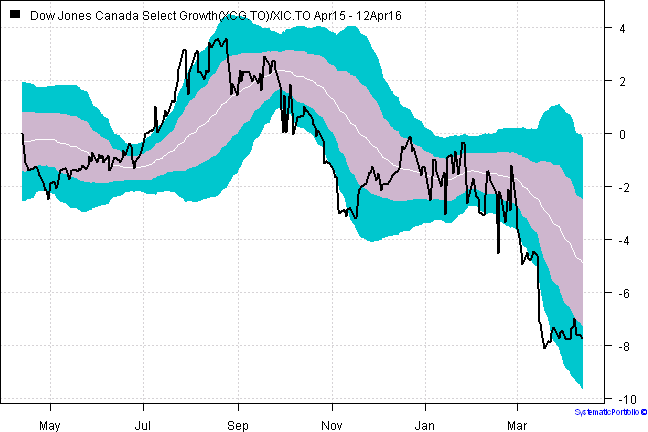 Dow Jones Canada Select Growth(XCG.TO)/XIC.TO Apr15 - 12Apr16
4
2
0
-2
-4
-6
-8
-10
May Jul Sep Nov Jan Mar
SystematicPortfolio ©